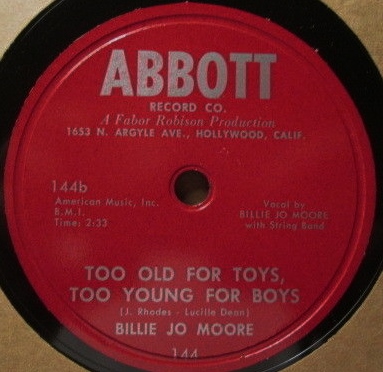 ABBOTT
RECORD CO.
A Fabor Robison Production
1653 N. ARGYLE AVE., HOLLYWOOD, CALIF.
144b
American Music, Inc.
B.M.I.
Time: 2:33
Vocal by
BILLIE JO MOORE
with String Band
TOO OLD FOR TOYS,
TOO YOUNG FOR BOYS
(J. Rhodes - Lucille Dean)
BILLIE JO MOORE
144